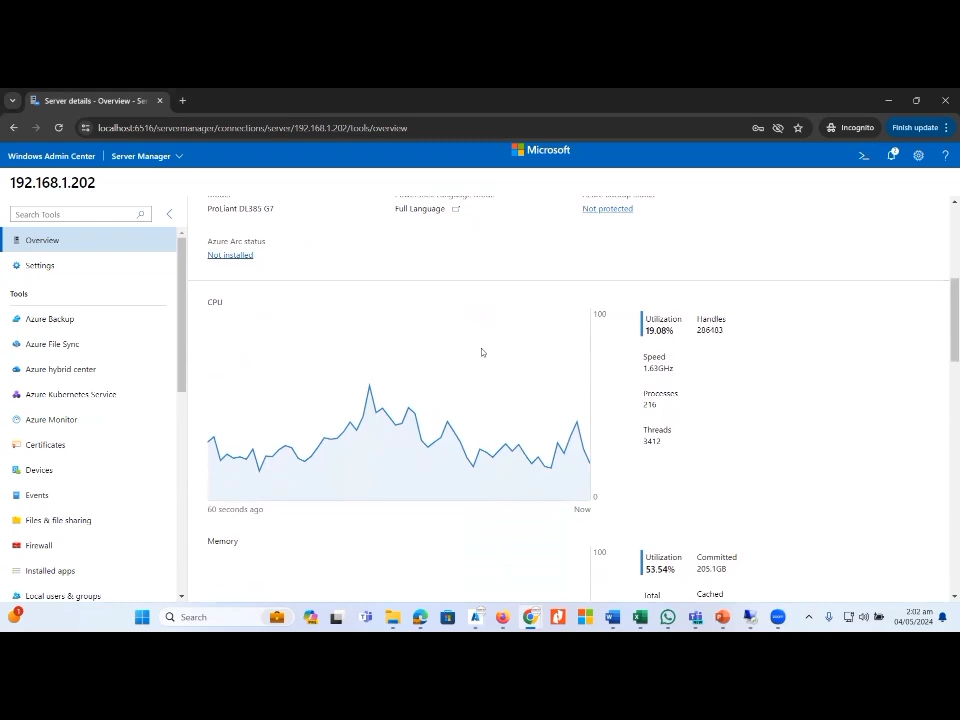 Server details - Overview - Se
localhost:6516/servermanager/connections/server/192.168.1.202/tools/overview
Incognito
Finish update
Windows Admin Center
Server Manager
Microsoft
2
?
192.168.1.202
Search Tools
Overview
Settings
Tools
Azure Backup
Azure File Sync
Azure hybrid center
Azure Kubernetes Service
Azure Monitor
Certificates
Devices
Events
Files & file sharing
Firewall
Installed apps
Local users & groups
ProLiant DL385 G7
Full Language
Not protected
Azure Arc status
Not installed
CPU
100
0
60 seconds ago
Now
Utilization
19.08%
Handles
286483
Speed
1.63GHz
Processes
216
Threads
3412
Memory
100
Utilization
53.54%
Committed
205.1GB
Total
Cached
1
Search
2:02 am
04/05/2024